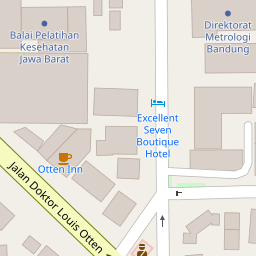 Balai Pelatihan
Kesehatan
Jawa Barat
Direktorat
Metrologi
Bandung
Excellent
Seven
Boutique
Hotel
Otten Inn
Jalan Doktor Louis Otten